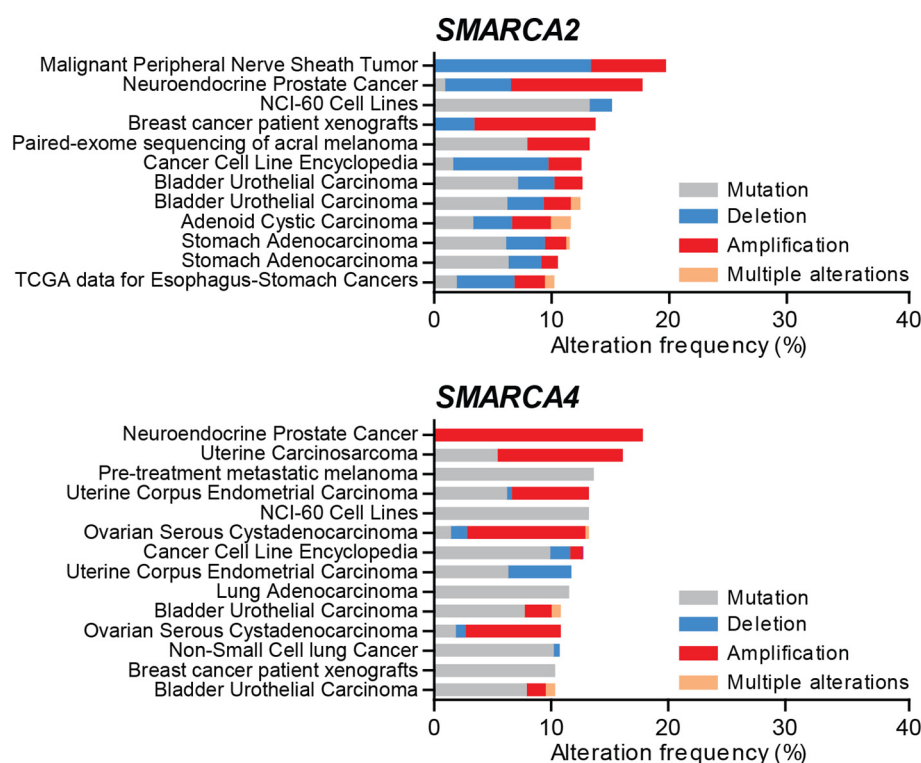 SMARCA2
Malignant Peripheral Nerve Sheath Tumor
Neuroendocrine Prostate Cancer
NCI-60 Cell Lines
Breast cancer patient xenografts
Paired-exome sequencing of acral melanoma
Cancer Cell Line Encyclopedia
Bladder Urothelial Carcinoma
Bladder Urothelial Carcinoma
Adenoid Cystic Carcinoma
Stomach Adenocarcinoma
Stomach Adenocarcinoma
TCGA data for Esophagus-Stomach Cancers
Mutation
Deletion
Amplification
Multiple alterations
0 10 20 30 40
Alteration frequency (%)
SMARCA4
Neuroendocrine Prostate Cancer
Uterine Carcinosarcoma
Pre-treatment metastatic melanoma
Uterine Corpus Endometrial Carcinoma
NCI-60 Cell Lines
Ovarian Serous Cystadenocarcinoma
Cancer Cell Line Encyclopedia
Uterine Corpus Endometrial Carcinoma
Lung Adenocarcinoma
Bladder Urothelial Carcinoma
Ovarian Serous Cystadenocarcinoma
Non-Small Cell lung Cancer
Breast cancer patient xenografts
Bladder Urothelial Carcinoma
Mutation
Deletion
Amplification
Multiple alterations
0 10 20 30 40
Alteration frequency (%)